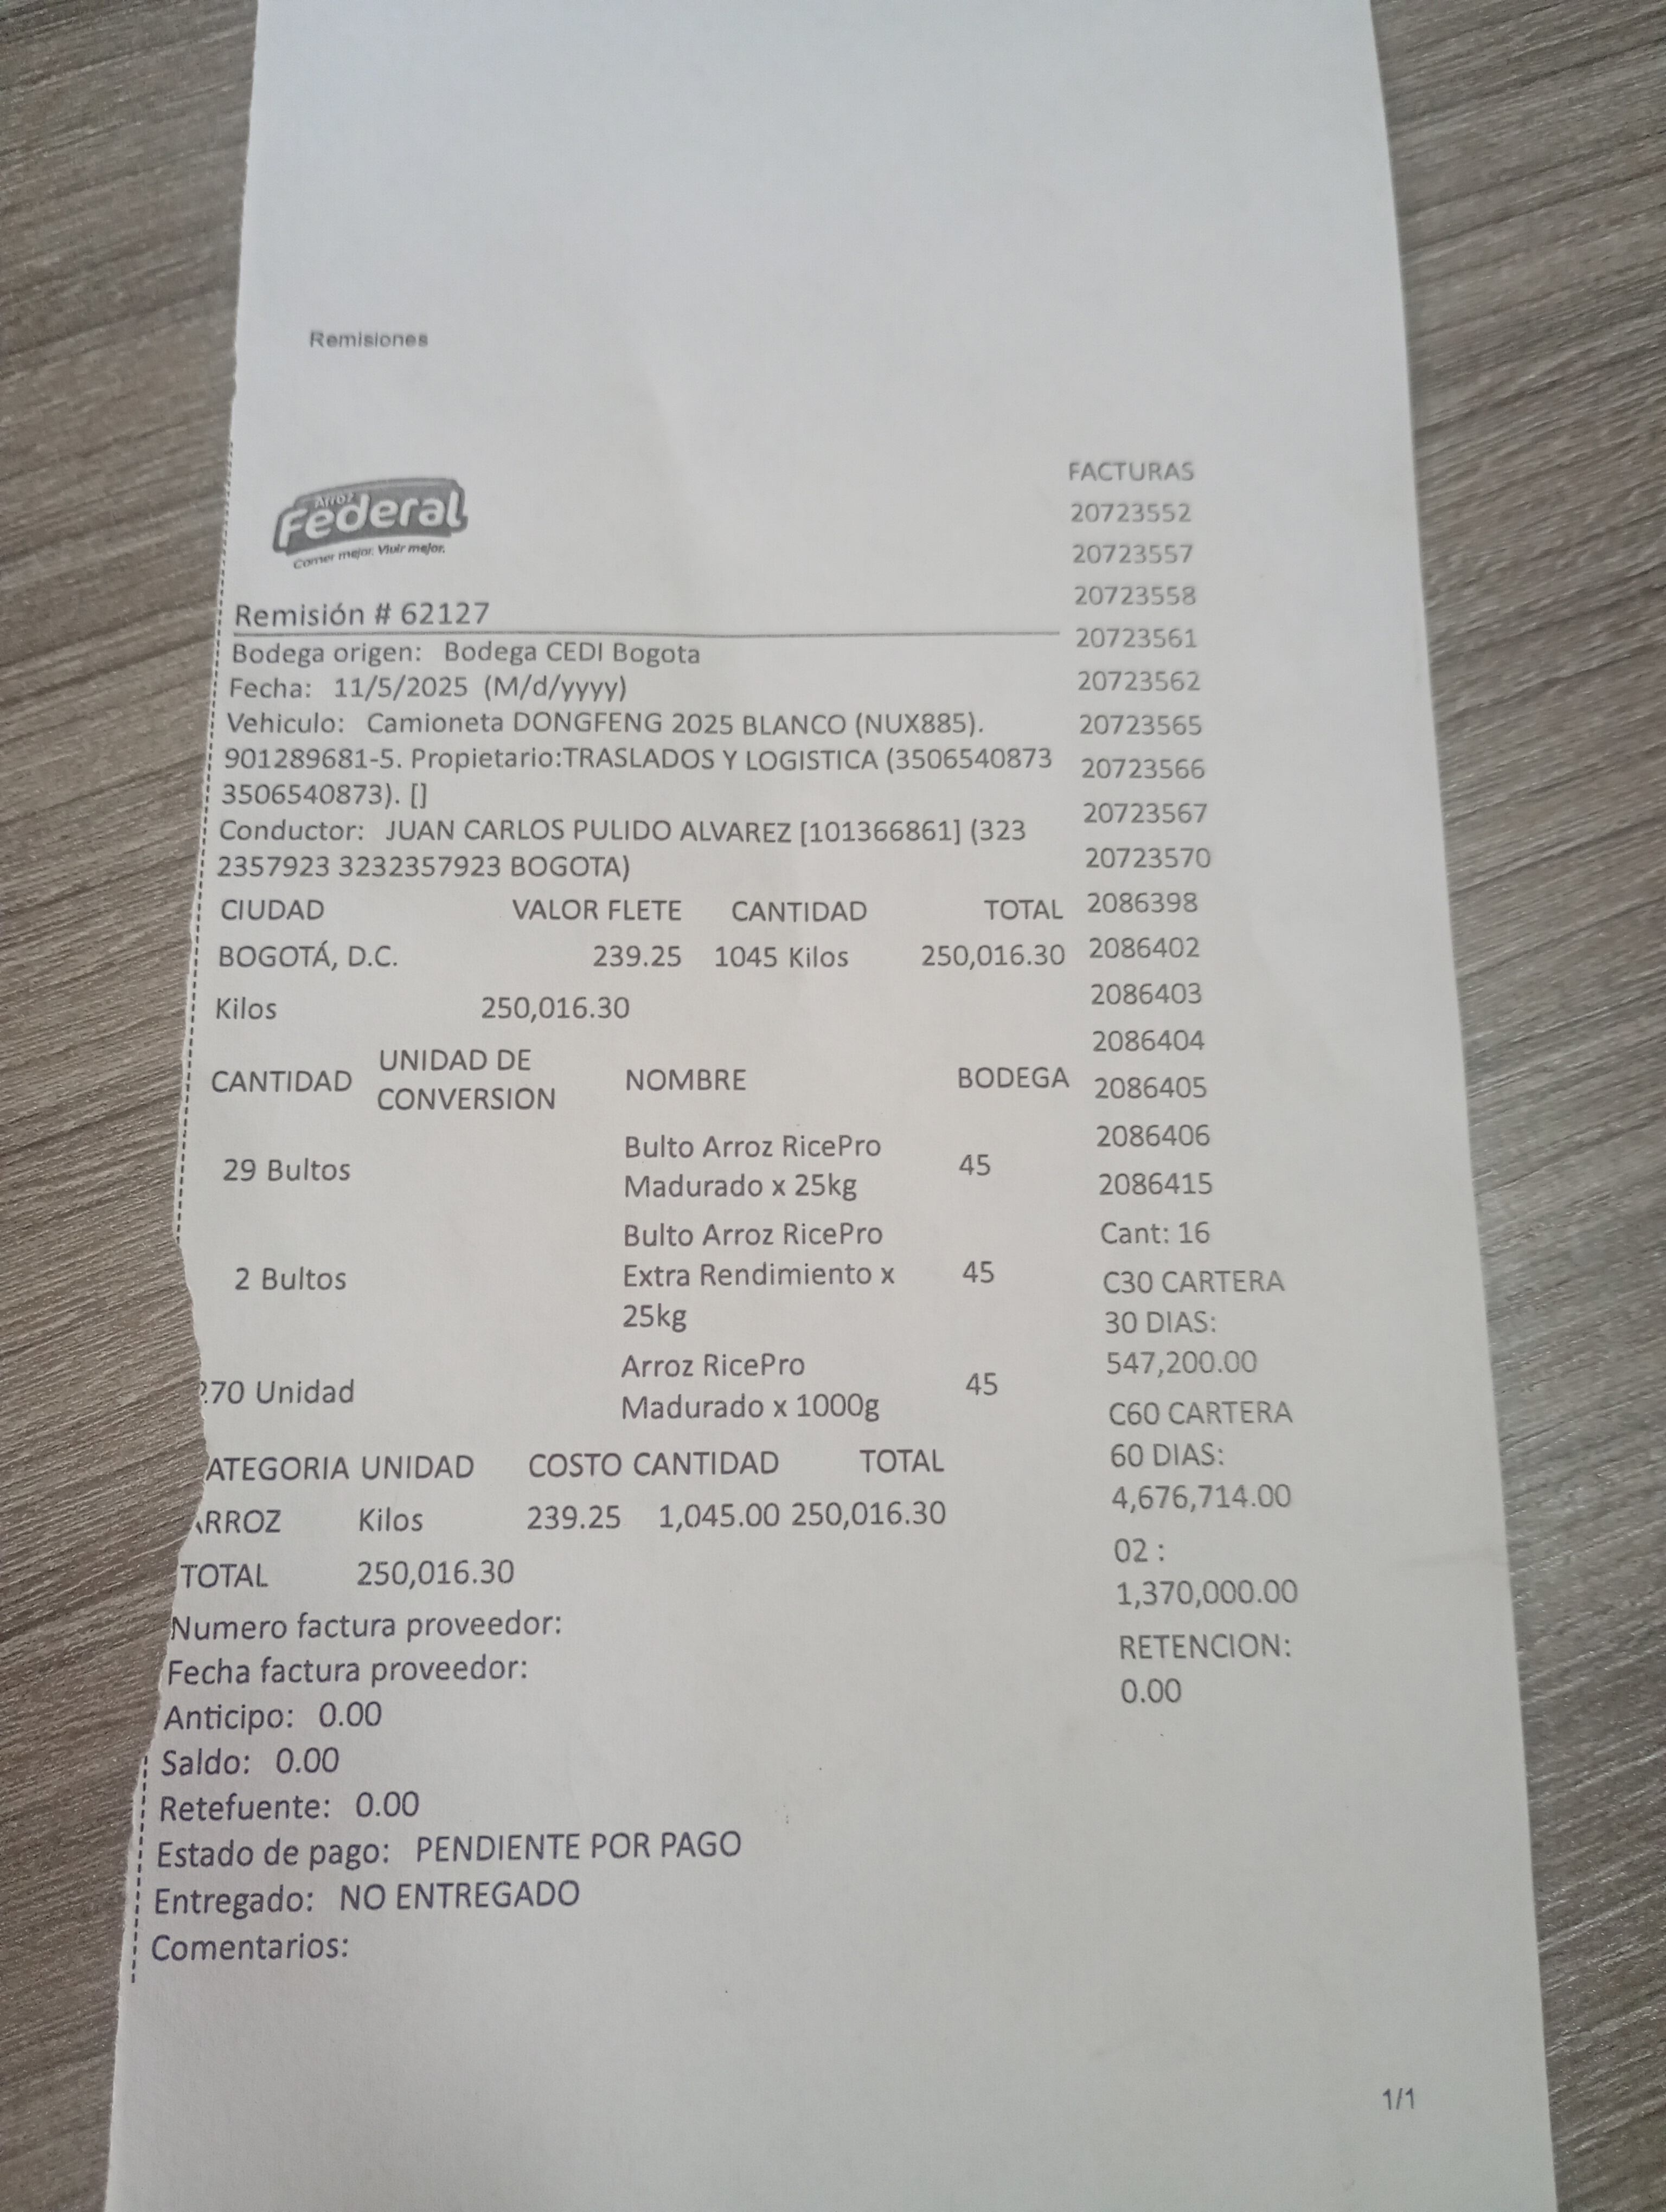 Remisiones
Arroz
Federal
Comer mejor. Vivir mejor.
Remisión # 62127
Bodega origen: Bodega CEDI Bogota
Fecha: 11/5/2025 (M/d/yyyy)
Vehiculo: Camioneta DONGFENG 2025 BLANCO (NUX885).
901289681-5. Propietario:TRASLADOS Y LOGISTICA (3506540873
3506540873). []
Conductor: JUAN CARLOS PULIDO ALVAREZ [101366861] (323
2357923 3232357923 BOGOTA)
CIUDAD VALOR FLETE CANTIDAD TOTAL
BOGOTÁ, D.C. 239.25 1045 Kilos 250,016.30
Kilos 250,016.30
CANTIDAD UNIDAD DE CONVERSION NOMBRE BODEGA
29 Bultos Bulto Arroz RicePro
Madurado x 25kg 45
2 Bultos Bulto Arroz RicePro
Extra Rendimiento x 45
25kg
270 Unidad Arroz RicePro
Madurado x 1000g 45
ATEGORIA UNIDAD COSTO CANTIDAD TOTAL
ARROZ Kilos 239.25 1,045.00 250,016.30
TOTAL 250,016.30
Numero factura proveedor:
Fecha factura proveedor:
Anticipo: 0.00
Saldo: 0.00
Retefuente: 0.00
Estado de pago: PENDIENTE POR PAGO
Entregado: NO ENTREGADO
Comentarios:
FACTURAS
20723552
20723557
20723558
20723561
20723562
20723565
20723566
20723567
20723570
2086398
2086402
2086403
2086404
2086405
2086406
2086415
Cant: 16
C30 CARTERA
30 DIAS:
547,200.00
C60 CARTERA
60 DIAS:
4,676,714.00
02 :
1,370,000.00
RETENCION:
0.00
1/1